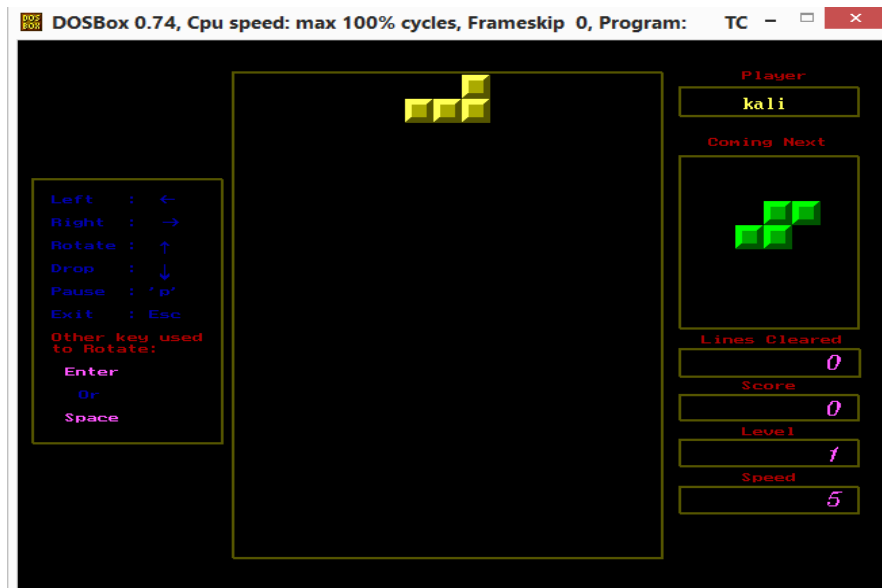 DOS BOX
DOSBox 0.74, Cpu speed: max 100% cycles, Frameskip 0, Program: TC
Left : ←
Right : →
Rotate : ↑
Drop : ↓
Pause : 'p'
Exit : Esc
Other key used
to Rotate:
Enter
Or
Space
Player
kali
Coming Next
Lines Cleared
0
Score
0
Level
1
Speed
5